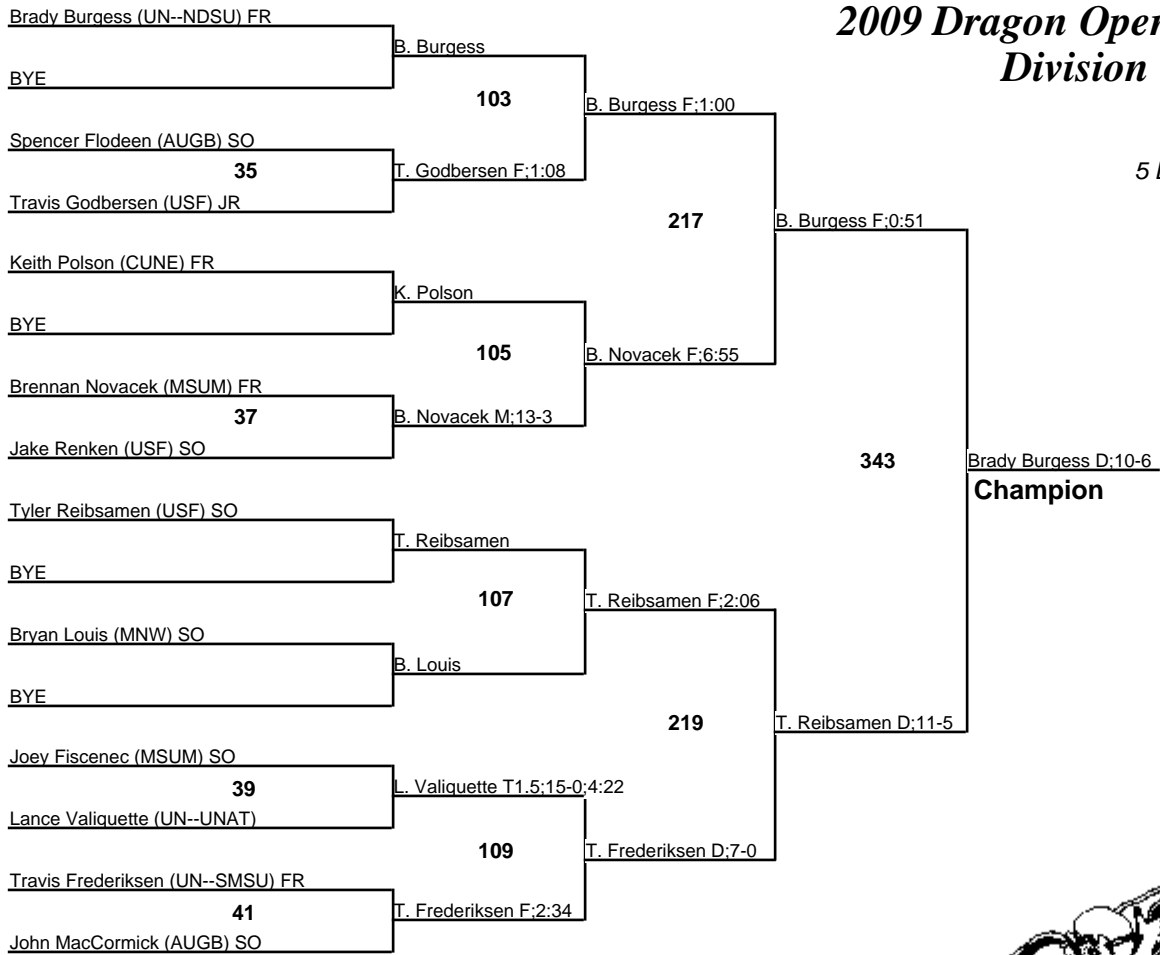 2009 Dragon Open
Division
5
Brady Burgess (UN--NDSU) FR
BYE
Spencer Flodeen (AUGB) SO
35
Travis Godbersen (USF) JR
Keith Polson (CUNE) FR
BYE
Brennan Novacek (MSUM) FR
37
Jake Renken (USF) SO
Tyler Reibsamen (USF) SO
BYE
Bryan Louis (MNW) SO
BYE
Joey Fiscenec (MSUM) SO
39
Lance Valiquette (UN--UNAT)
Travis Frederiksen (UN--SMSU) FR
41
John MacCormick (AUGB) SO
B. Burgess
103
T. Godbersen F;1:08
K. Polson
105
B. Novacek M;13-3
T. Reibsamen
107
B. Louis
L. Valiquette T1.5;15-0;4:22
109
T. Frederiksen F;2:34
B. Burgess F;1:00
217
B. Novacek F;6:55
T. Reibsamen F;2:06
219
T. Frederiksen D;7-0
B. Burgess F;0:51
343
T. Reibsamen D;11-5
Brady Burgess D;10-6
Champion